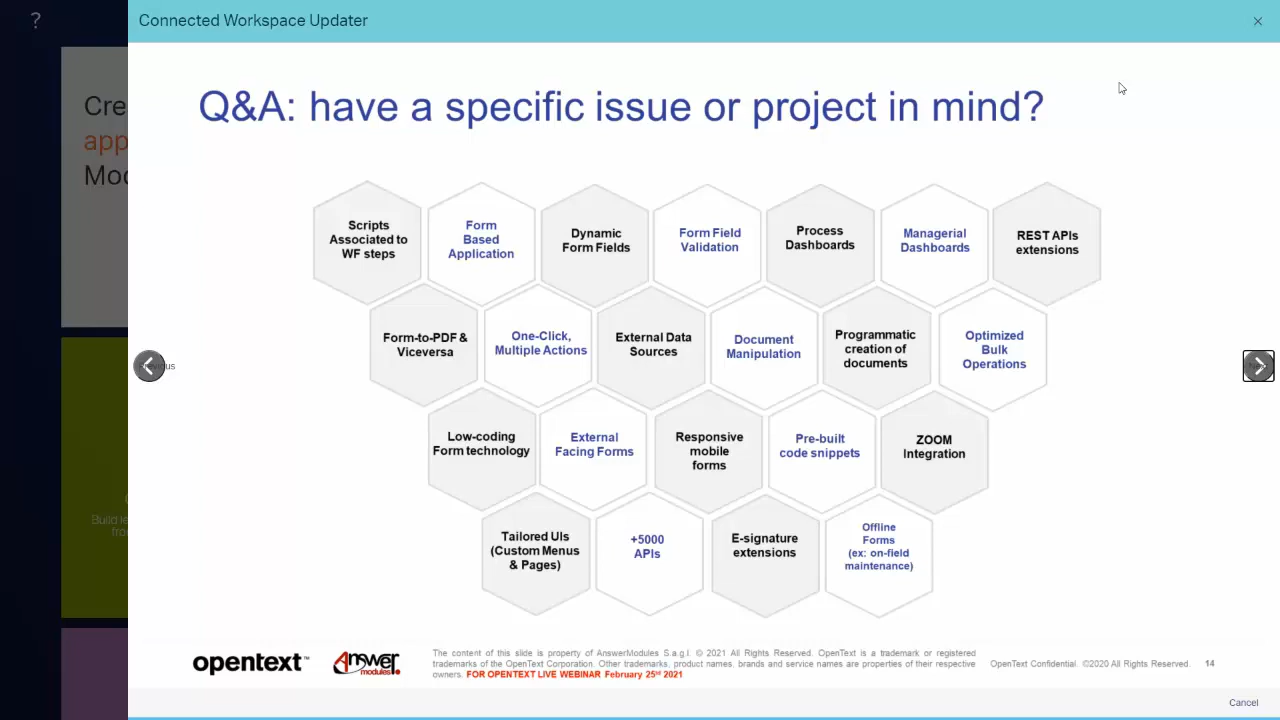 ?
Connected Workspace Updater
Cre
app
Mod
Build le
fro
Q&A: have a specific issue or project in mind?
Scripts
Associated to
WF steps
Form
Based
Application
Dynamic
Form Fields
Form Field
Validation
Process
Dashboards
Managerial
Dashboards
REST APIs
extensions
Form-to-PDF &
Viceversa
One-Click,
Multiple Actions
External Data
Sources
Document
Manipulation
Programmatic
creation of
documents
Optimized
Bulk
Operations
Low-coding
Form technology
External
Facing Forms
Responsive
mobile
forms
Pre-built
code snippets
ZOOM
Integration
Tailored UIs
(Custom Menus
& Pages)
+5000
APIs
E-signature
extensions
Offline
Forms
(ex: on-field
maintenance)
opentext™
Answer
modules
The content of this slide is property of AnswerModules S.a.g.l. © 2021 All Rights Reserved. OpenText is a trademark or registered
trademarks of the OpenText Corporation. Other trademarks, product names, brands and service names are properties of their respective
owners. FOR OPENTEXT LIVE WEBINAR February 25st 2021
OpenText Confidential. ©2020 All Rights Reserved.
14
Cancel